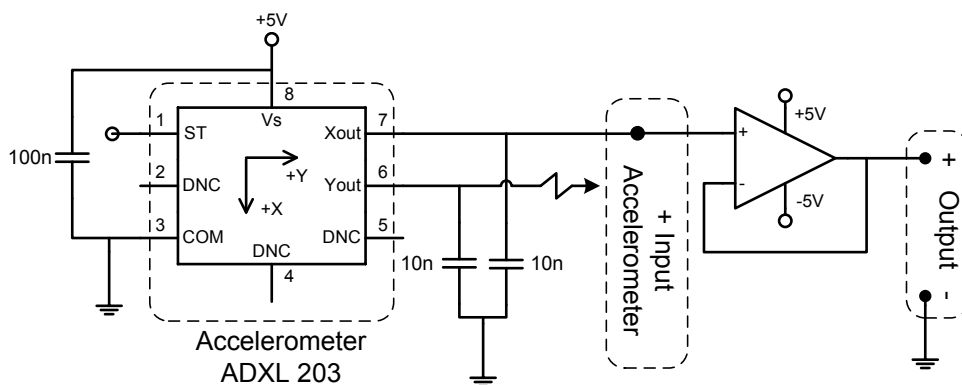 +5V
8
Vs
1
ST
Xout
7
100n
2
DNC
+Y
+X
Yout
6
3
COM
DNC
5
DNC
4
10n
10n
Accelerometer
ADXL 203
+ Input
Accelerometer
+
-
+5V
-5V
+
Output
-